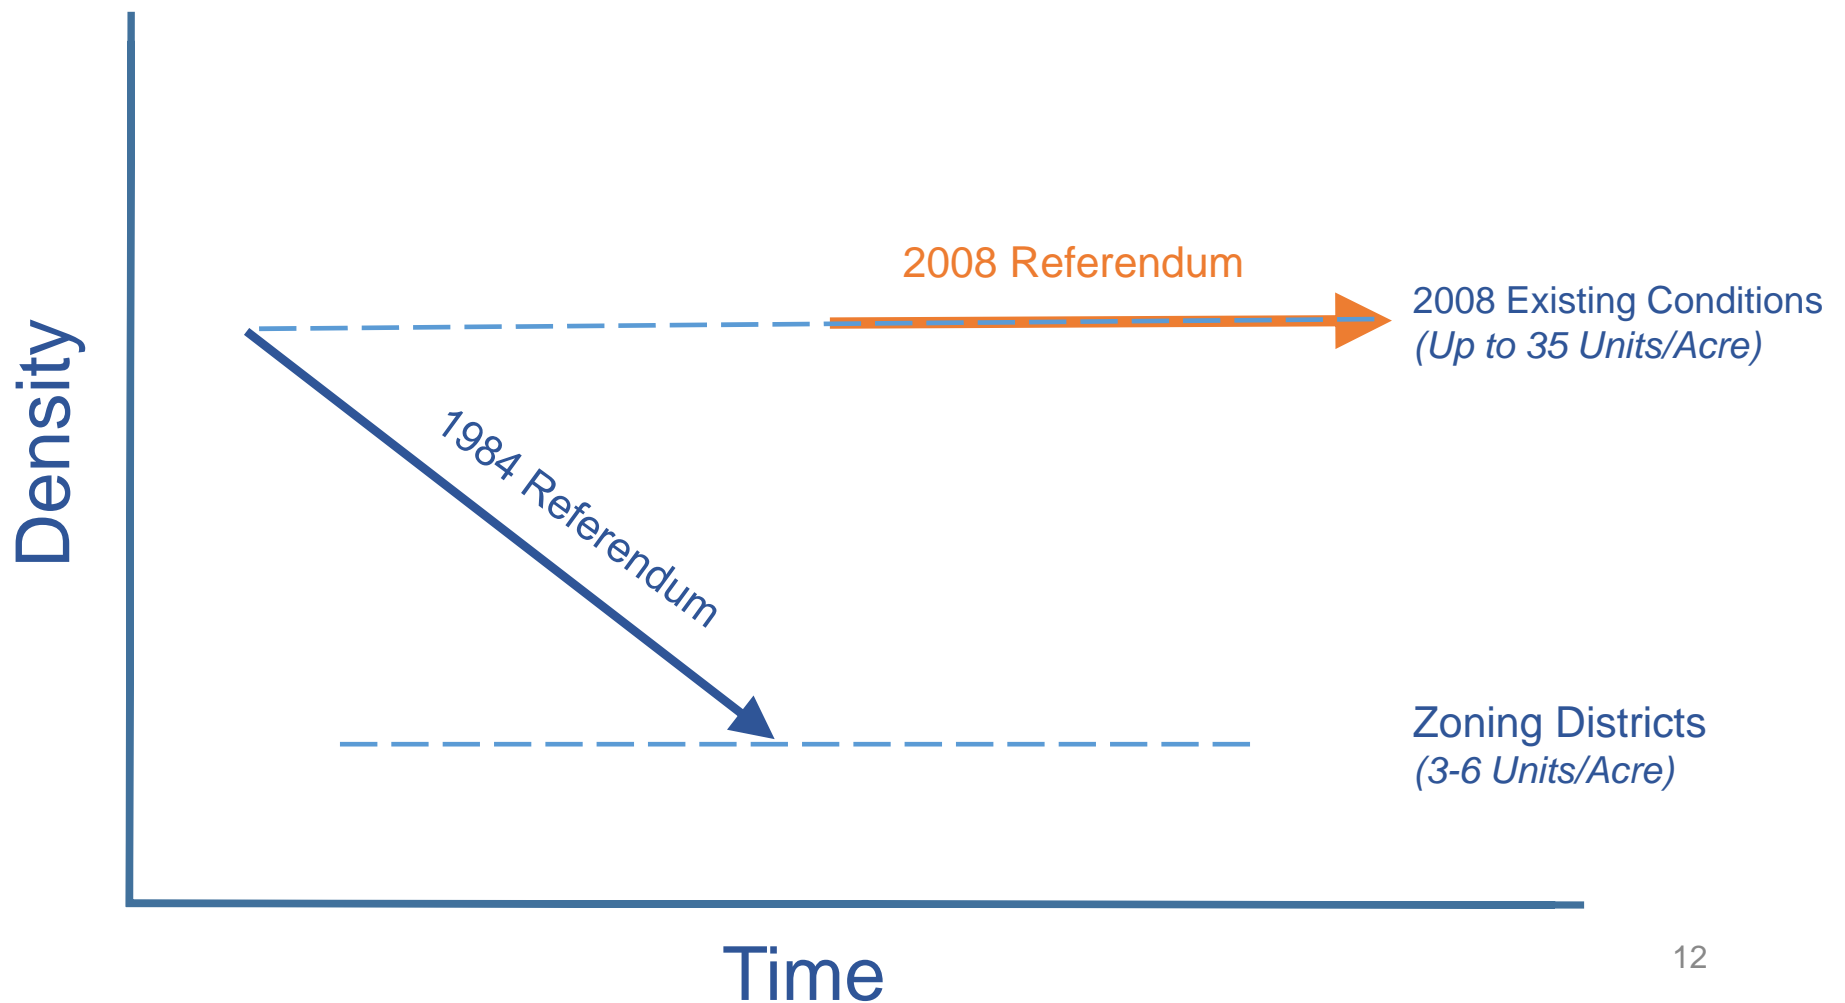 2008 Referendum
2008 Existing Conditions
(Up to 35 Units/Acre)
Density
1984 Referendum
Zoning Districts
(3-6 Units/Acre)
Time
12